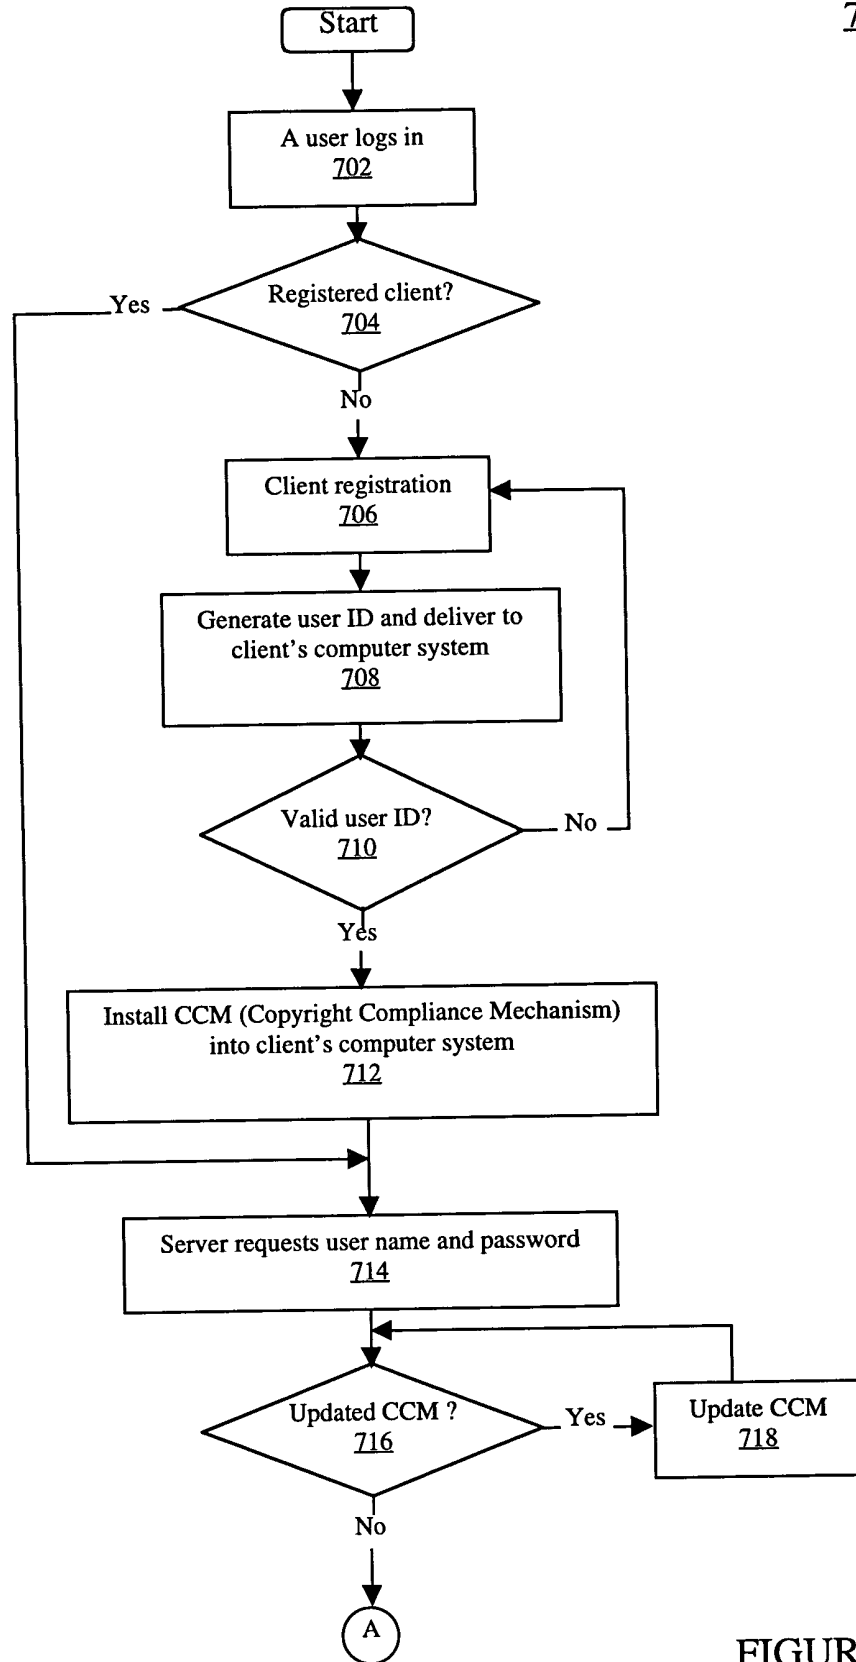 Start
A user logs in
702
Registered client?
704
Yes
No
Client registration
706
Generate user ID and deliver to
client's computer system
708
Valid user ID?
710
No
Yes
Install CCM (Copyright Compliance Mechanism)
into client's computer system
712
Server requests user name and password
714
Updated CCM ?
716
Yes
Update CCM
718
No
A